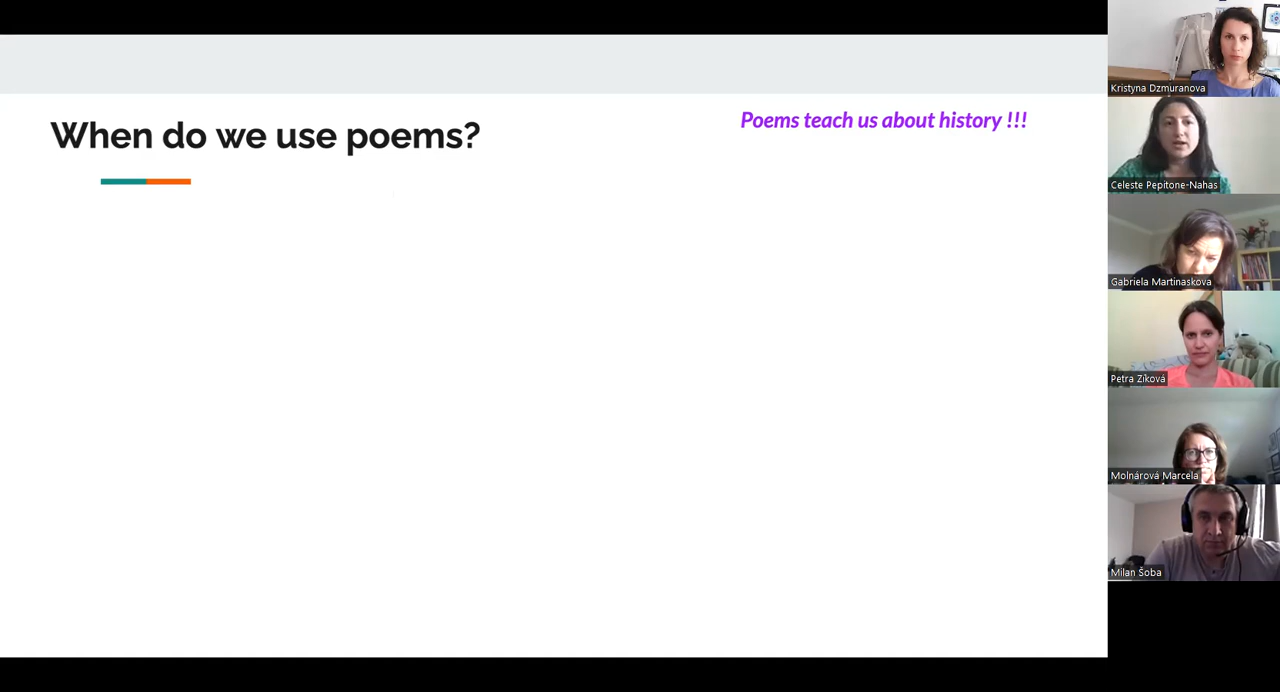 When do we use poems?
Poems teach us about history !!!
Kristyna Dzmuranova
Celeste Pepitone-Nahas
Gabriela Martinaskova
Petra Zíková
Molnárová Marcela
Milan Šoba